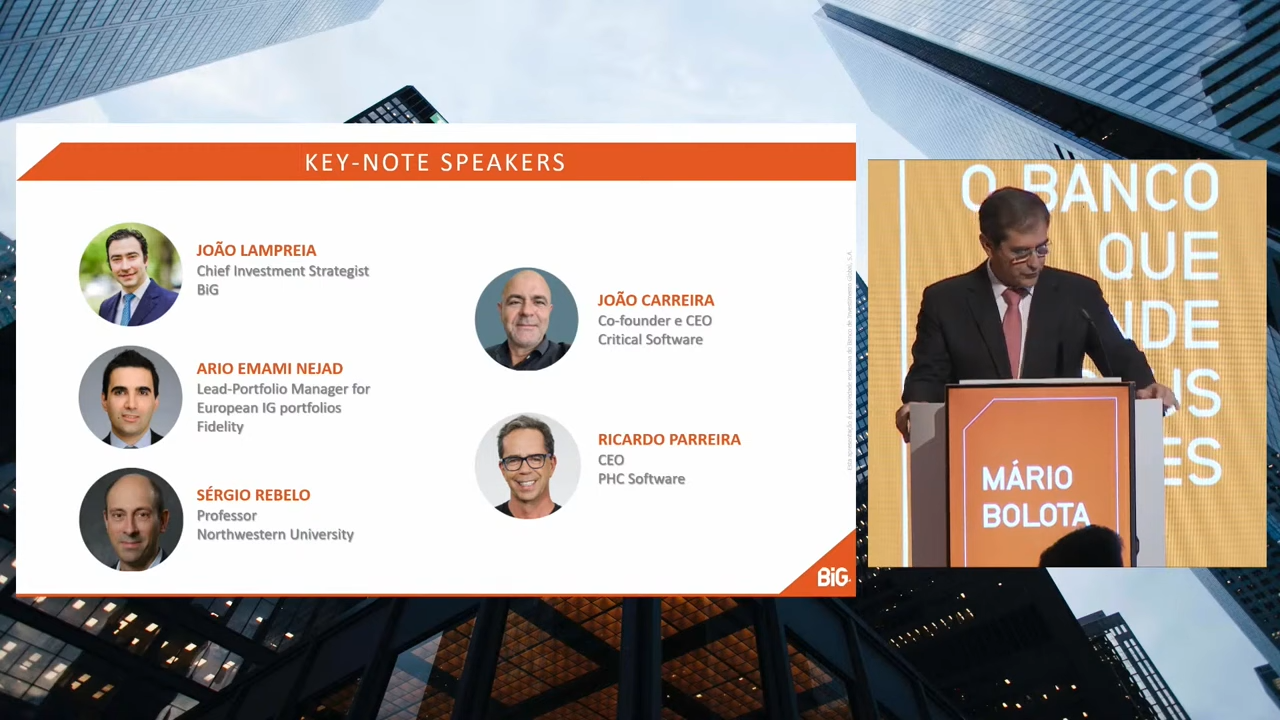 KEY-NOTE SPEAKERS
JOÃO LAMPREIA
Chief Investment Strategist
BiG
ARIO EMAMI NEJAD
Lead-Portfolio Manager for
European IG portfolios
Fidelity
SÉRGIO REBELO
Professor
Northwestern University
JOÃO CARREIRA
Co-founder e CEO
Critical Software
RICARDO PARREIRA
CEO
PHC Software
BiG
O BANCO
QUE
NDE
IS
ES
MÁRIO
BOLOTA